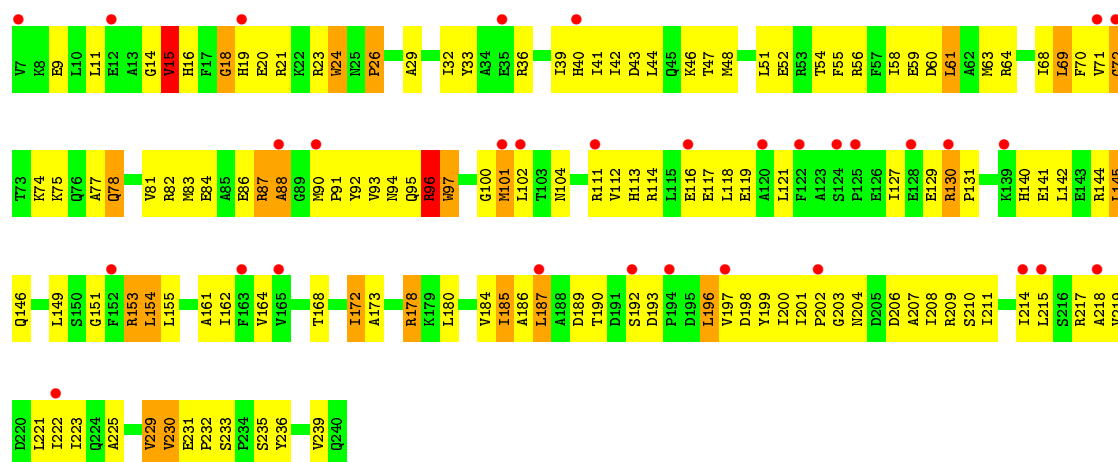 V7 K8 E9 L10 L11 E12 A13 G14 V15 H16 F17 G18 H19 E20 R21 K22 R23 W24 N25 P26 A29 I32 Y33 A34 E35 R36 I39 H40 I41 I42 D43 L44 Q45 K46 T47 M48 L51 E52 R53 T54 F55 R56 F57 I58 E59 D60 L61 A62 M63 R64 I68 L69 F70 V71
T73 K74 K75 Q76 A77 Q78 V81 R82 M83 E84 A85 E86 R87 A88 G89 M90 P91 Y92 V93 N94 Q95 R96 W97 G100 M101 L102 T103 N104 R111 V112 H113 R114 L115 E116 E117 L118 E119 A120 L121 F122 A123 S124 P125 E126 I127 E128 E129 R130 P131 K139 H140 E141 L142 E143 R144 L145
Q146 L149 S150 G151 F152 R153 L154 L155 A161 I162 F163 V164 V165 T168 I172 A173 R178 K179 L180 V184 I185 A186 L187 A188 D189 T190 D191 S192 D193 P194 D195 L196 V197 D198 Y199 I200 I201 P202 G203 N204 D205 D206 A207 I208 R209 S210 I211 I214 L215 S216 R217 A218 V219
D220 L221 I222 I223 Q224 A225 V229 V230 E231 P232 S233 P234 S235 Y236 V239 Q240